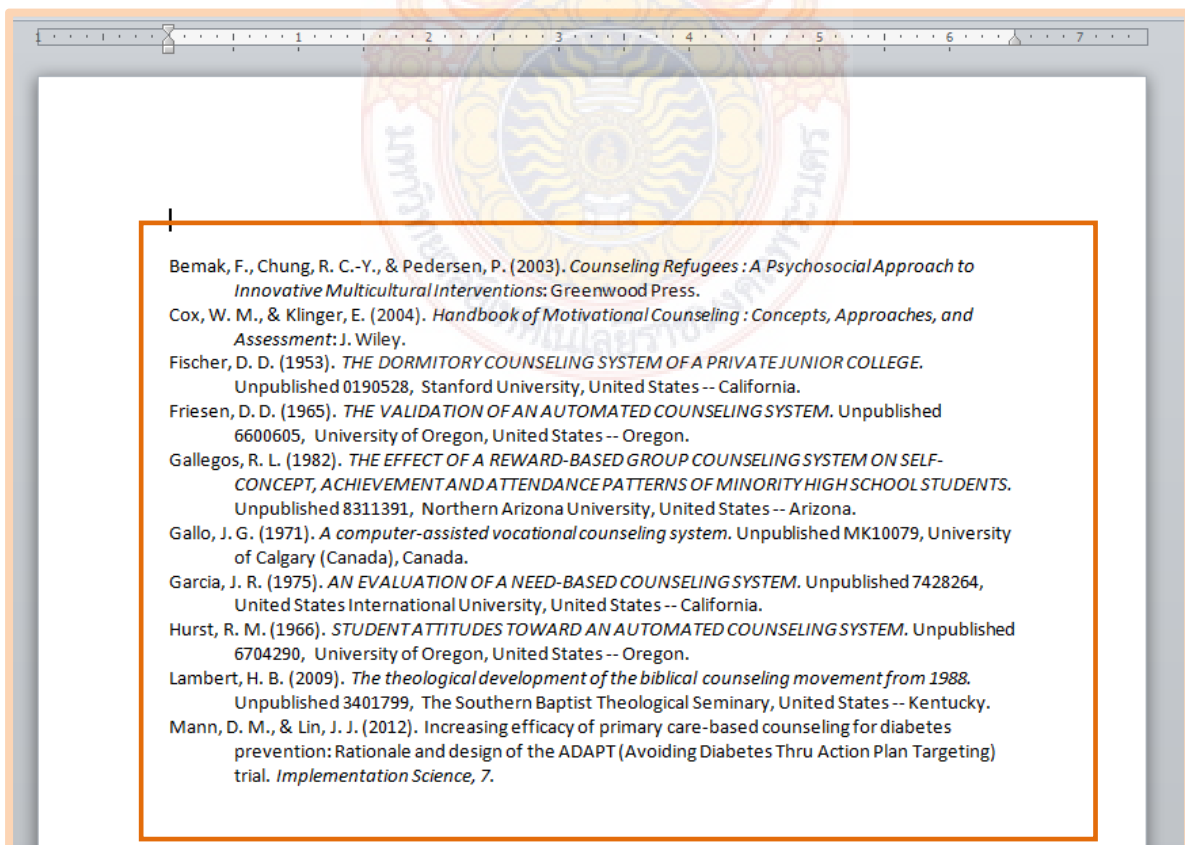 1 1 2 3 4 5 6 7
Bemak, F., Chung, R. C.-Y., & Pedersen, P. (2003). Counseling Refugees : A Psychosocial Approach to
Innovative Multicultural Interventions: Greenwood Press.
Cox, W. M., & Klinger, E. (2004). Handbook of Motivational Counseling : Concepts, Approaches, and
Assessment: J. Wiley.
Fischer, D. D. (1953). THE DORMITORY COUNSELING SYSTEM OF A PRIVATE JUNIOR COLLEGE.
Unpublished 0190528, Stanford University, United States -- California.
Friesen, D. D. (1965). THE VALIDATION OF AN AUTOMATED COUNSELING SYSTEM. Unpublished
6600605, University of Oregon, United States -- Oregon.
Gallegos, R. L. (1982). THE EFFECT OF A REWARD-BASED GROUP COUNSELING SYSTEM ON SELF-
CONCEPT, ACHIEVEMENT AND ATTENDANCE PATTERNS OF MINORITY HIGH SCHOOL STUDENTS.
Unpublished 8311391, Northern Arizona University, United States -- Arizona.
Gallo, J. G. (1971). A computer-assisted vocational counseling system. Unpublished MK10079, University
of Calgary (Canada), Canada.
Garcia, J. R. (1975). AN EVALUATION OF A NEED-BASED COUNSELING SYSTEM. Unpublished 7428264,
United States International University, United States -- California.
Hurst, R. M. (1966). STUDENT ATTITUDES TOWARD AN AUTOMATED COUNSELING SYSTEM. Unpublished
6704290, University of Oregon, United States -- Oregon.
Lambert, H. B. (2009). The theological development of the biblical counseling movement from 1988.
Unpublished 3401799, The Southern Baptist Theological Seminary, United States -- Kentucky.
Mann, D. M., & Lin, J. J. (2012). Increasing efficacy of primary care-based counseling for diabetes
prevention: Rationale and design of the ADAPT (Avoiding Diabetes Thru Action Plan Targeting)
trial. Implementation Science, 7.